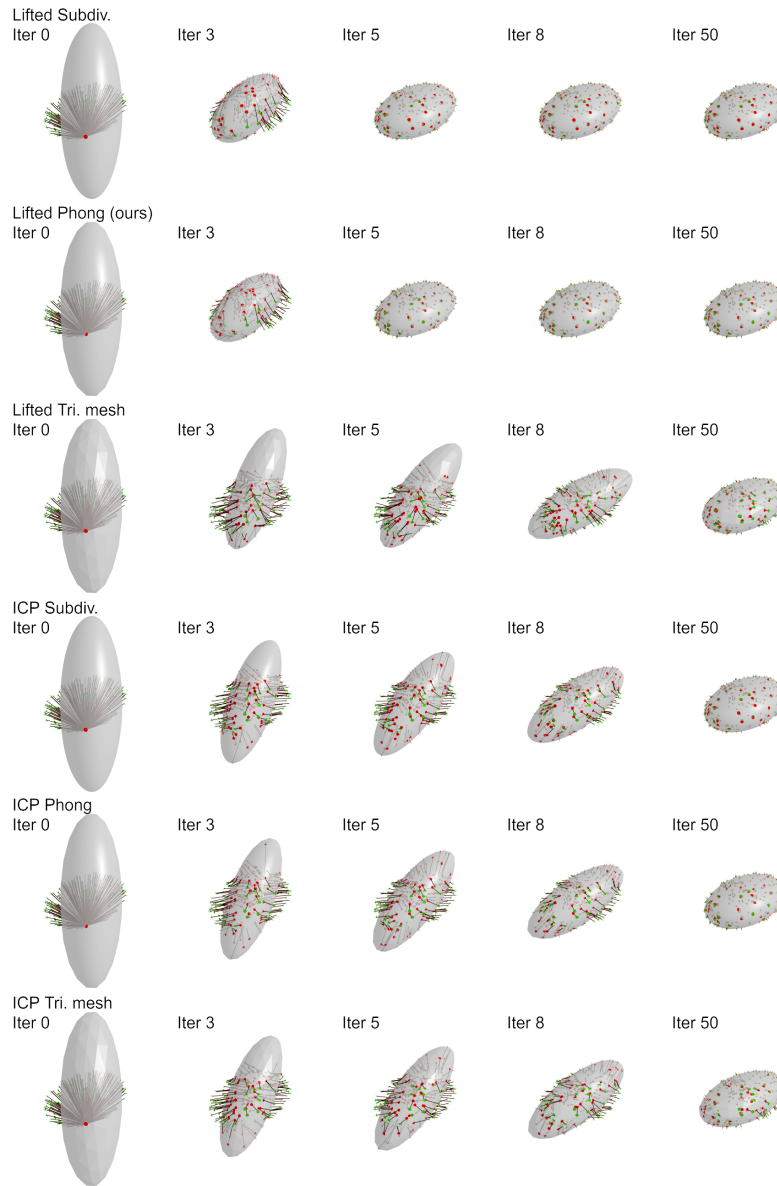 Lifted Subdiv.
Iter 0 Iter 3 Iter 5 Iter 8 Iter 50
Lifted Phong (ours)
Iter 0 Iter 3 Iter 5 Iter 8 Iter 50
Lifted Tri. mesh
Iter 0 Iter 3 Iter 5 Iter 8 Iter 50
ICP Subdiv.
Iter 0 Iter 3 Iter 5 Iter 8 Iter 50
ICP Phong
Iter 0 Iter 3 Iter 5 Iter 8 Iter 50
ICP Tri. mesh
Iter 0 Iter 3 Iter 5 Iter 8 Iter 50